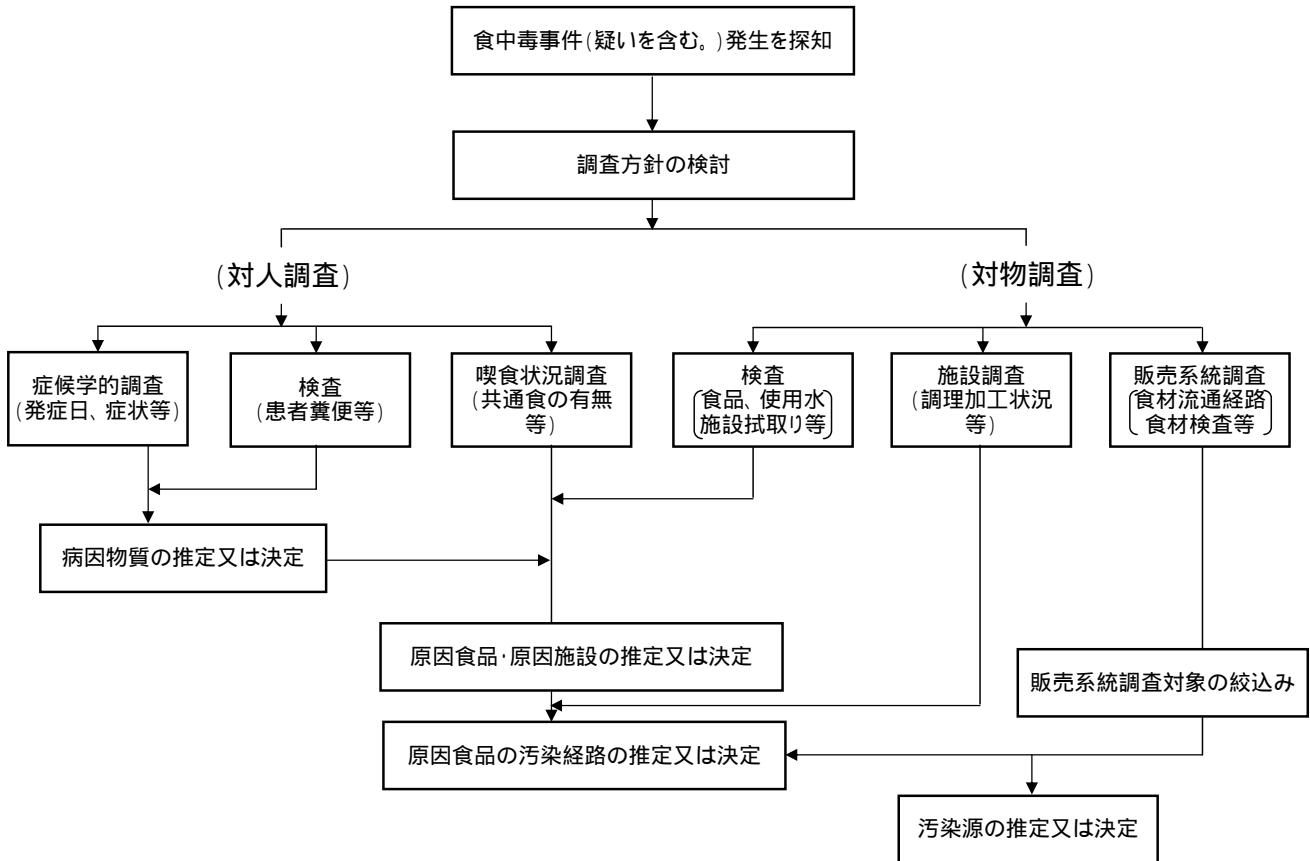 食中毒事件(疑いを含む。)発生を探知
調査方針の検討
(対人調査)
(対物調査)
症候学的調査
(発症日、症状等)
検査
(患者糞便等)
喫食状況調査
(共通食の有無
等)
検査
食品、使用水
施設拭取り等
施設調査
(調理加工状況
等)
販売系統調査
食材流通経路
食材検査等
病因物質の推定又は決定
原因食品・原因施設の推定又は決定
販売系統調査対象の絞込み
原因食品の汚染経路の推定又は決定
汚染源の推定又は決定